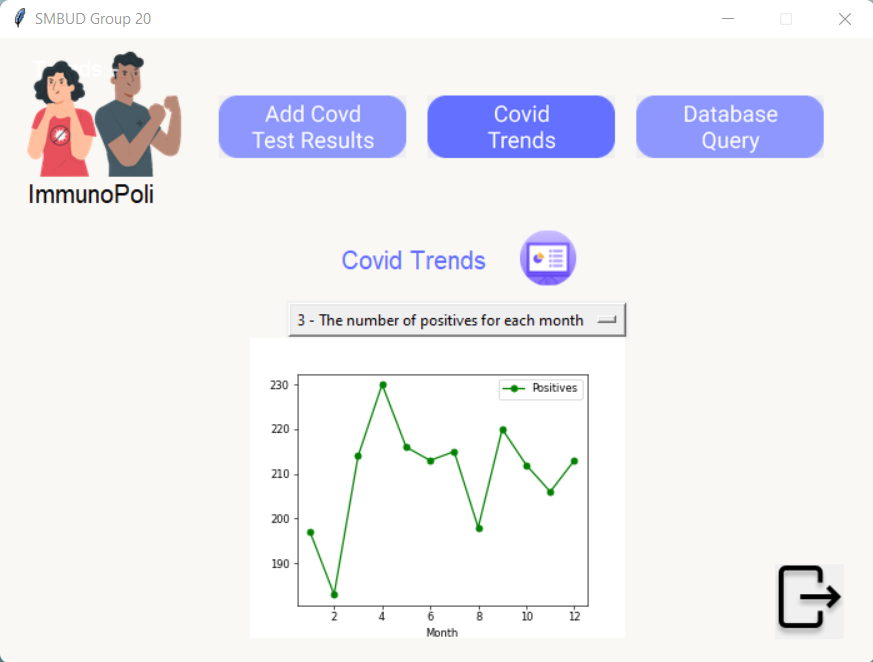 SMBUD Group 20
Trends
Add Covd
Test Results
Covid
Trends
Database
Query
ImmunoPoli
Covid Trends
3 - The number of positives for each month
Positives
230
220
210
200
190
2 4 6 8 10 12
Month